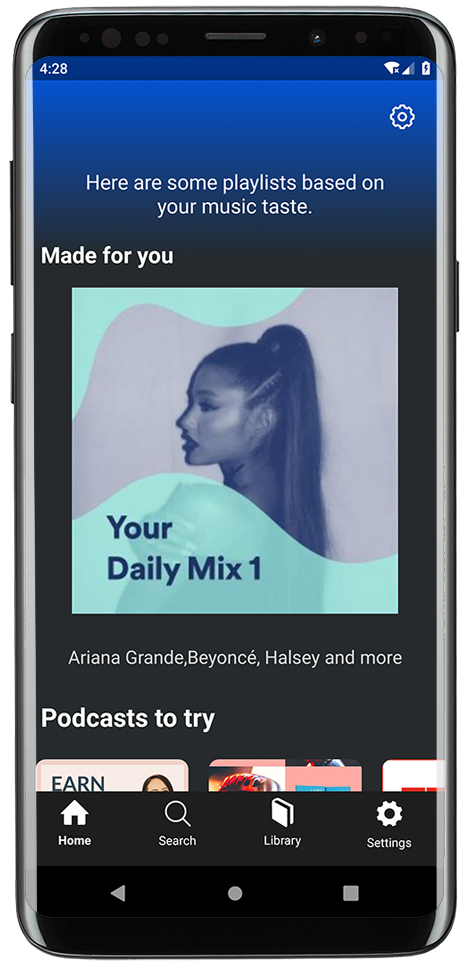 4:28
Here are some playlists based on
your music taste.
Made for you
Your
Daily Mix 1
Ariana Grande,Beyoncé, Halsey and more
Podcasts to try
EARN
Home
Search
Library
Settings